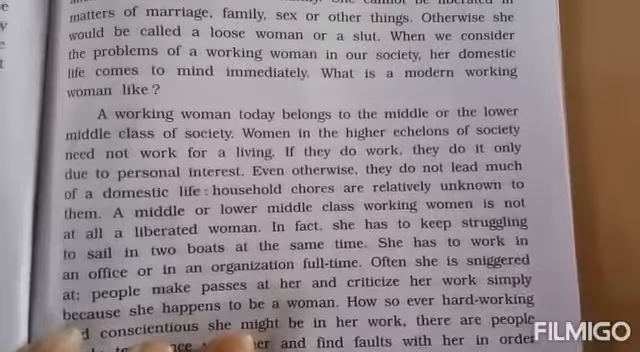 matters of marriage, family, sex or other things. Otherwise she
would be called a loose woman or a slut. When we consider
the problems of a working woman in our society, her domestic
life comes to mind immediately. What is a modern working
woman like ?
A working woman today belongs to the middle or the lower
middle class of society. Women in the higher echelons of society
need not work for a living. If they do work, they do it only
due to personal interest. Even otherwise, they do not lead much
of a domestic life : household chores are relatively unknown to
them. A middle or lower middle class working women is not
at all a liberated woman. In fact, she has to keep struggling
to sail in two boats at the same time. She has to work in
an office or in an organization full-time. Often she is sniggered
at; people make passes at her and criticize her work simply
because she happens to be a woman. How so ever hard-working
conscientious she might be in her work, there are people
her and find faults with her in order
FILMIGO